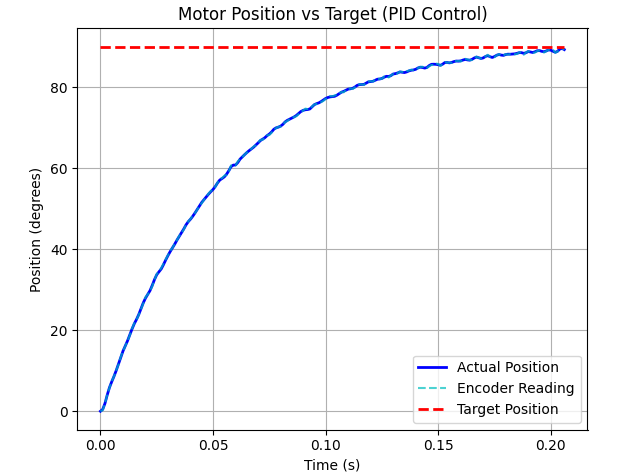 Motor Position vs Target (PID Control)
Position (degrees)
80
60
40
20
0
0.00 0.05 0.10 0.15 0.20
Time (s)
Actual Position
Encoder Reading
Target Position